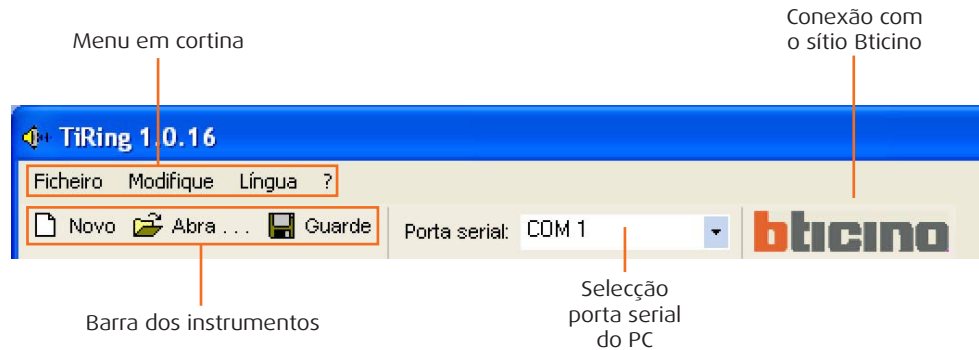 Menu em cortina
Conexão com
o sítio Bticino
TiRing 1.0.16
Ficheiro Modifique Língua ?
Novo Abra . . . Guarde Porta serial: COM 1 bticino
Barra dos instrumentos
Selecção
porta serial
do PC